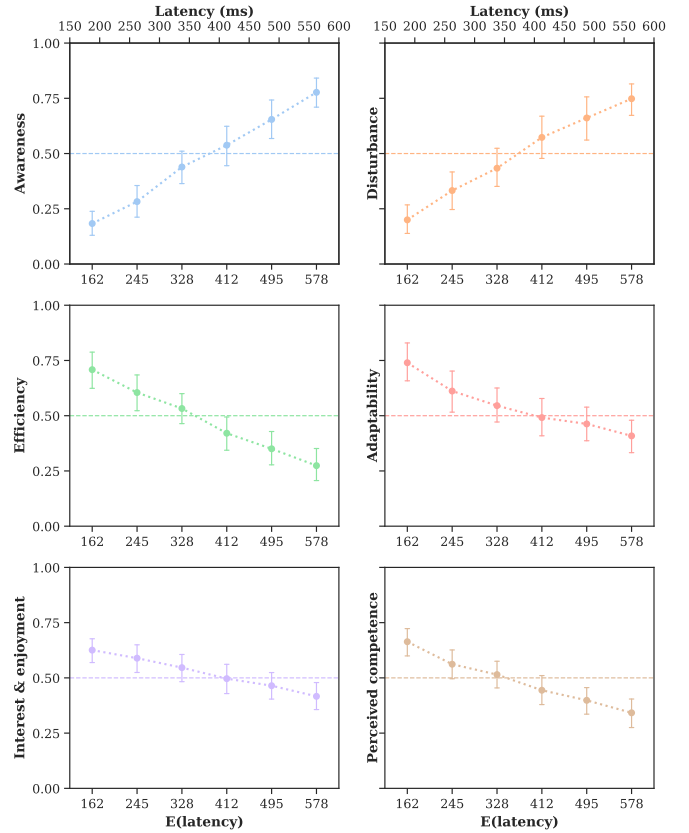 Latency (ms) Latency (ms)
150 200 250 300 350 400 450 500 550 600 150 200 250 300 350 400 450 500 550 600
1.00
0.75
0.50
0.25
0.00
Awareness
Disturbance
162 245 328 412 495 578 162 245 328 412 495 578
1.00
0.75
0.50
0.25
0.00
Efficiency
Adaptability
162 245 328 412 495 578 162 245 328 412 495 578
1.00
0.75
0.50
0.25
0.00
Interest & enjoyment
Perceived competence
162 245 328 412 495 578 162 245 328 412 495 578
E(latency) E(latency)